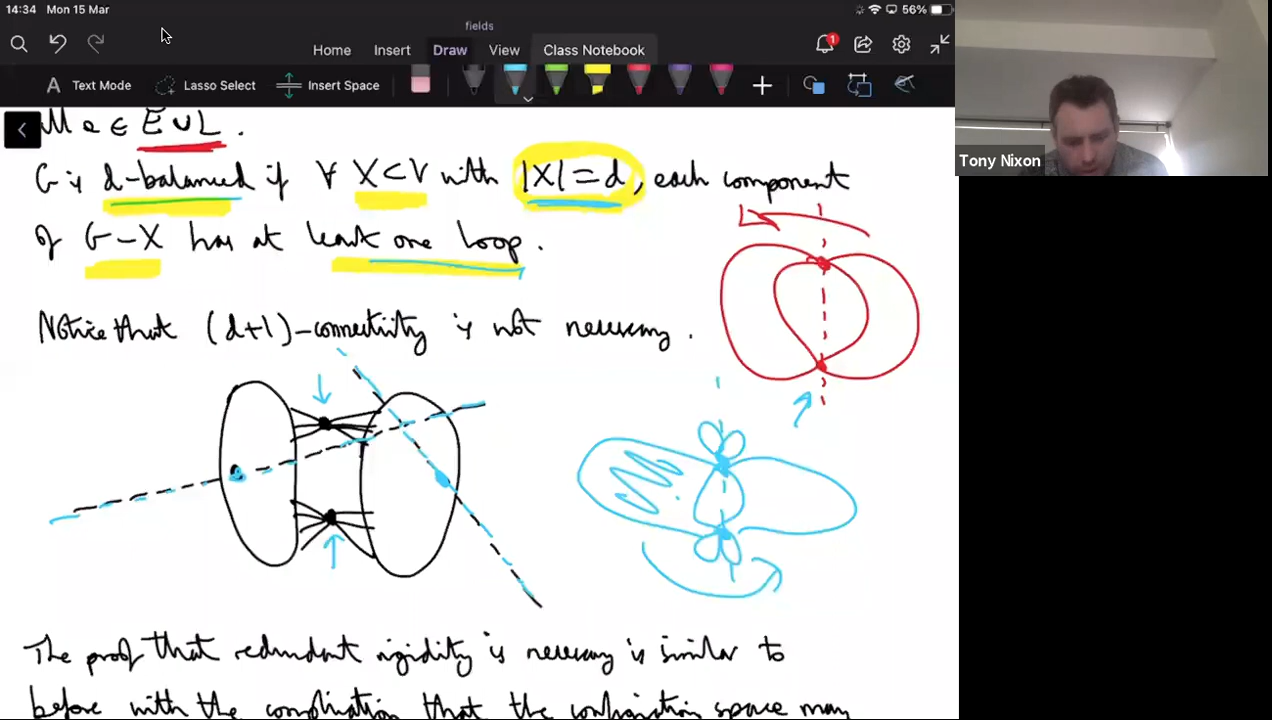 14:34 Mon 15 Mar
56%
fields
Home Insert Draw View Class Notebook
1
A Text Mode Lasso Select Insert Space
Tony Nixon
∀ e ∈ E ∪ L .
G is d-balanced if ∀ X ⊂ V with |X| = d, each component
of G - X has at least one loop.
Notice that (d+1)-connectivity is not necessary.
The proof that redundant rigidity is necessary is similar to
before with the complication that the configuration space may